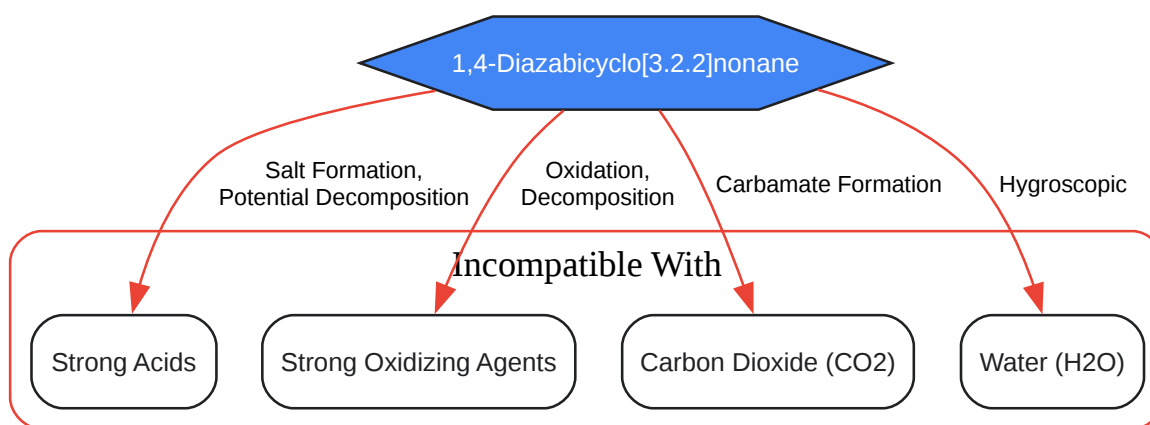 1,4-Diazabicyclo[3.2.2]nonane
Salt Formation,
Potential Decomposition
Oxidation,
Decomposition
Carbamate Formation
Hygroscopic
Incompatible With
Strong Acids
Strong Oxidizing Agents
Carbon Dioxide (CO2)
Water (H2O)